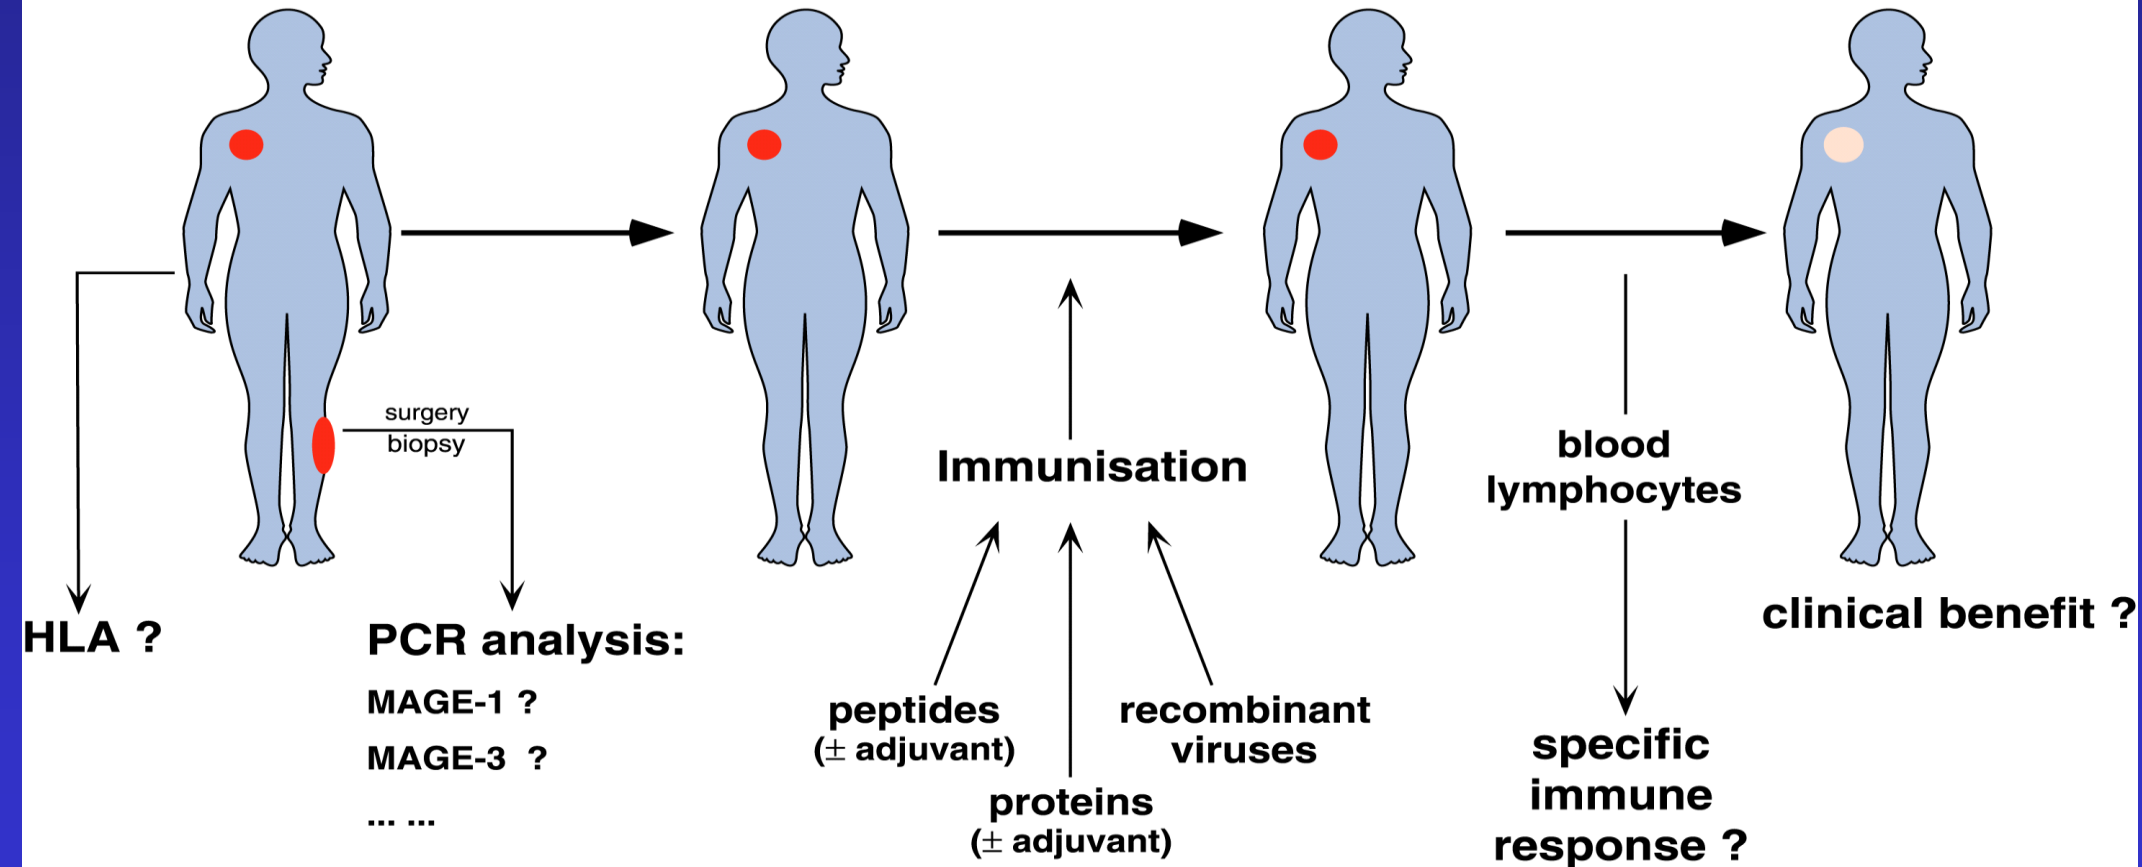 surgery
biopsy
HLA ?
PCR analysis:
MAGE-1 ?
MAGE-3 ?
... ...
Immunisation
peptides
(± adjuvant)
proteins
(± adjuvant)
recombinant
viruses
blood
lymphocytes
specific
immune
response ?
clinical benefit ?